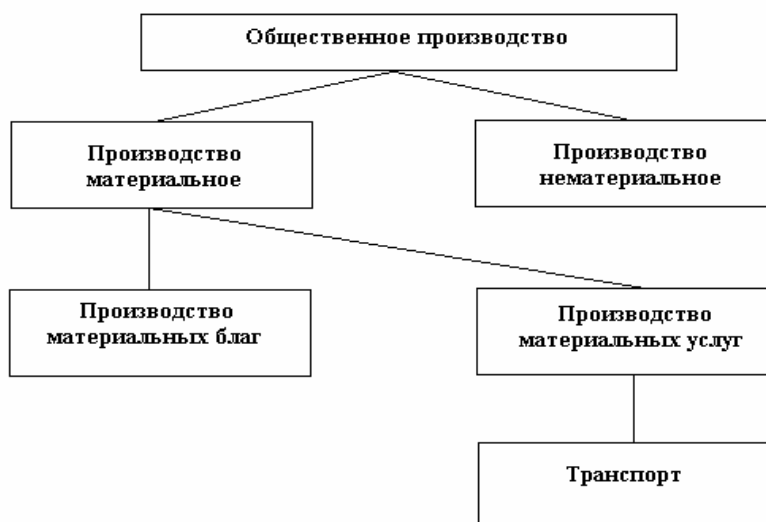 Общественное производство
Производство
материальное
Производство
нематериальное
Производство
материальных благ
Производство
материальных услуг
Транспорт